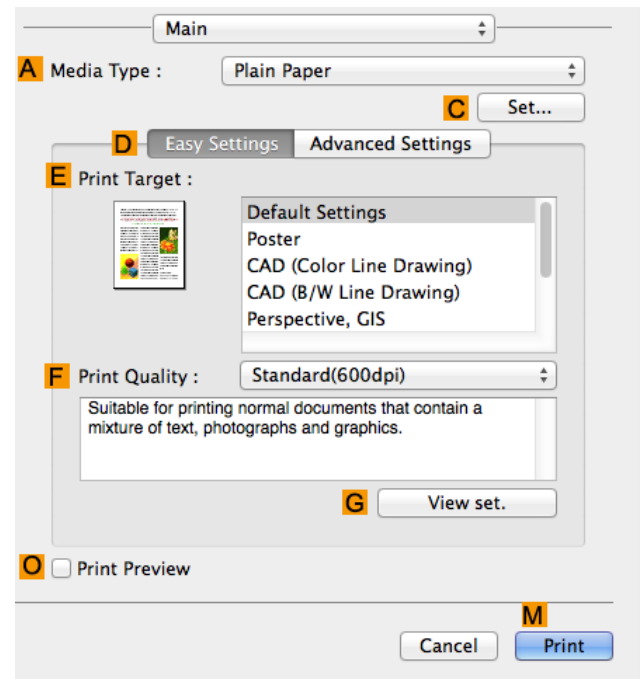 Main
A Media Type : Plain Paper
C Set...
D Easy Settings Advanced Settings
E Print Target :
Default Settings
Poster
CAD (Color Line Drawing)
CAD (B/W Line Drawing)
Perspective, GIS
F Print Quality : Standard(600dpi)
Suitable for printing normal documents that contain a
mixture of text, photographs and graphics.
G View set.
O Print Preview
M
Cancel Print